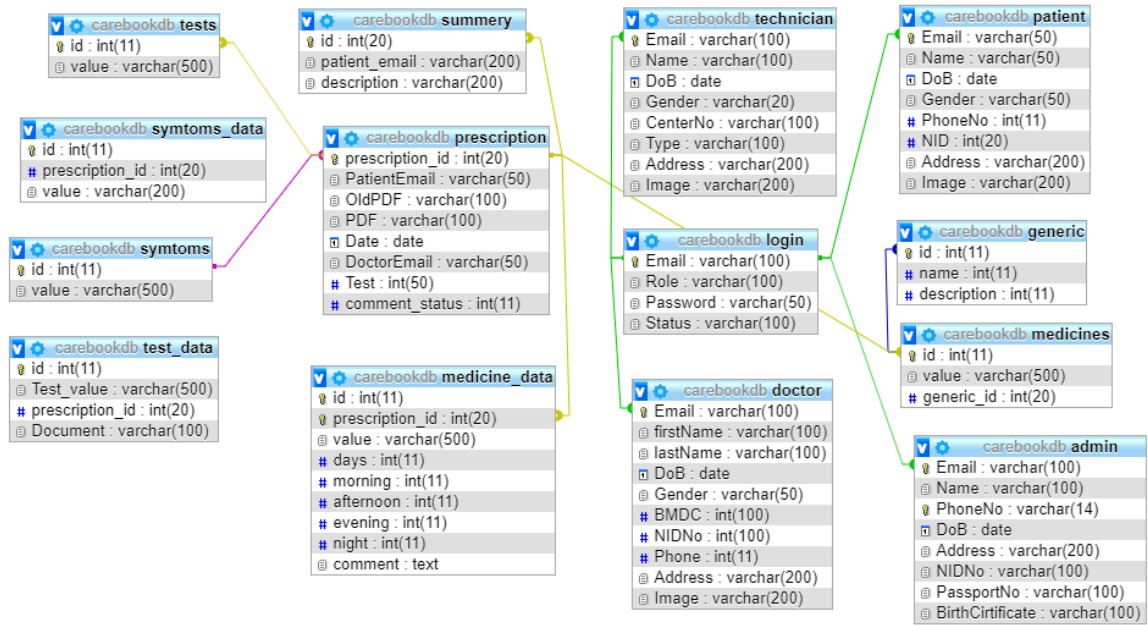 carebookdb tests
id : int(11)
value : varchar(500)
carebookdb summery
id : int(20)
patient_email : varchar(200)
description : varchar(200)
carebookdb technician
Email : varchar(100)
Name : varchar(100)
DoB : date
Gender : varchar(20)
CenterNo : varchar(100)
Type : varchar(100)
Address : varchar(200)
Image : varchar(200)
carebookdb patient
Email : varchar(50)
Name : varchar(50)
DoB : date
Gender : varchar(50)
PhoneNo : int(11)
NID : int(20)
Address : varchar(200)
Image : varchar(200)
carebookdb symtoms_data
id : int(11)
prescription_id : int(20)
value : varchar(200)
carebookdb prescription
prescription_id : int(20)
PatientEmail : varchar(50)
OldPDF : varchar(100)
PDF : varchar(100)
Date : date
DoctorEmail : varchar(50)
Test : int(50)
comment_status : int(11)
carebookdb symtoms
id : int(11)
value : varchar(500)
carebookdb login
Email : varchar(100)
Role : varchar(100)
Password : varchar(50)
Status : varchar(100)
carebookdb generic
id : int(11)
name : int(11)
description : int(11)
carebookdb medicines
id : int(11)
value : varchar(500)
generic_id : int(20)
carebookdb test_data
id : int(11)
Test_value : varchar(500)
prescription_id : int(20)
Document : varchar(100)
carebookdb medicine_data
id : int(11)
prescription_id : int(20)
value : varchar(500)
days : int(11)
morning : int(11)
afternoon : int(11)
evening : int(11)
night : int(11)
comment : text
carebookdb doctor
Email : varchar(100)
firstName : varchar(100)
lastName : varchar(100)
DoB : date
Gender : varchar(50)
BMDC : int(100)
NIDNo : int(100)
Phone : int(11)
Address : varchar(200)
Image : varchar(200)
carebookdb admin
Email : varchar(100)
Name : varchar(100)
PhoneNo : varchar(14)
DoB : date
Address : varchar(200)
NIDNo : varchar(100)
PassportNo : varchar(100)
BirthCirtificate : varchar(100)